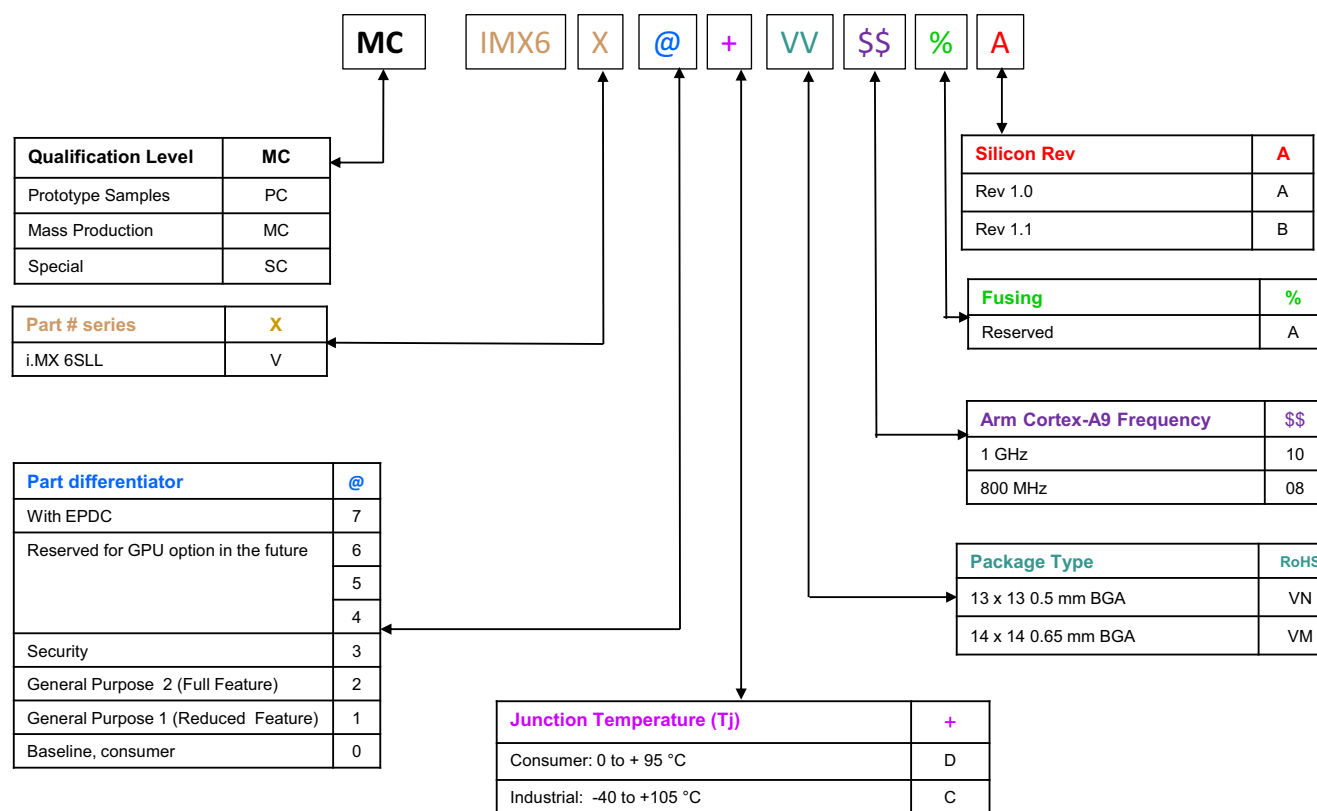 MC IMX6 X @ + VV $$ % A
Qualification Level MC
Prototype Samples PC
Mass Production MC
Special SC
Part # series X
i.MX 6SLL V
Part differentiator @
With EPDC 7
Reserved for GPU option in the future 6
5
4
Security 3
General Purpose 2 (Full Feature) 2
General Purpose 1 (Reduced Feature) 1
Baseline, consumer 0
Junction Temperature (Tj) +
Consumer: 0 to + 95 °C D
Industrial: -40 to +105 °C C
Silicon Rev A
Rev 1.0 A
Rev 1.1 B
Fusing %
Reserved A
Arm Cortex-A9 Frequency $$
1 GHz 10
800 MHz 08
Package Type RoHS
13 x 13 0.5 mm BGA VN
14 x 14 0.65 mm BGA VM